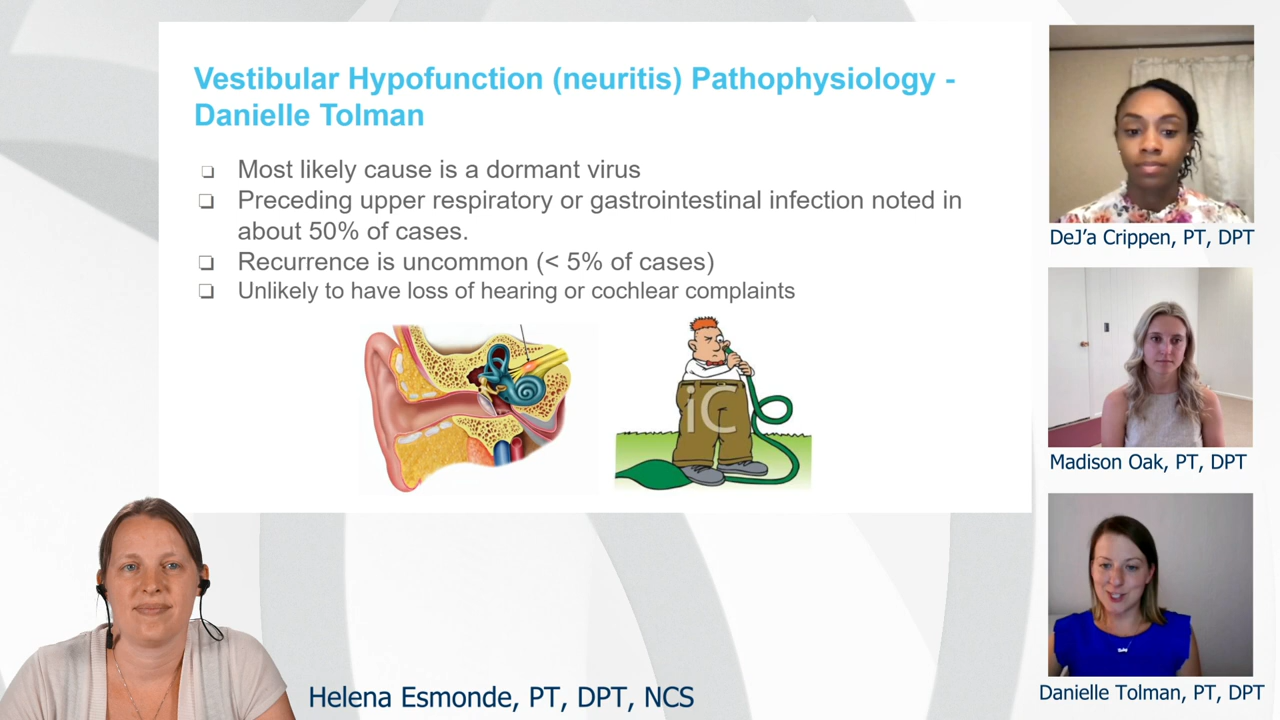 Vestibular Hypofunction (neuritis) Pathophysiology -
Danielle Tolman
Most likely cause is a dormant virus
Preceding upper respiratory or gastrointestinal infection noted in
about 50% of cases.
Recurrence is uncommon (< 5% of cases)
Unlikely to have loss of hearing or cochlear complaints
iC
DeJ'a Crippen, PT, DPT
Madison Oak, PT, DPT
Danielle Tolman, PT, DPT
Helena Esmonde, PT, DPT, NCS